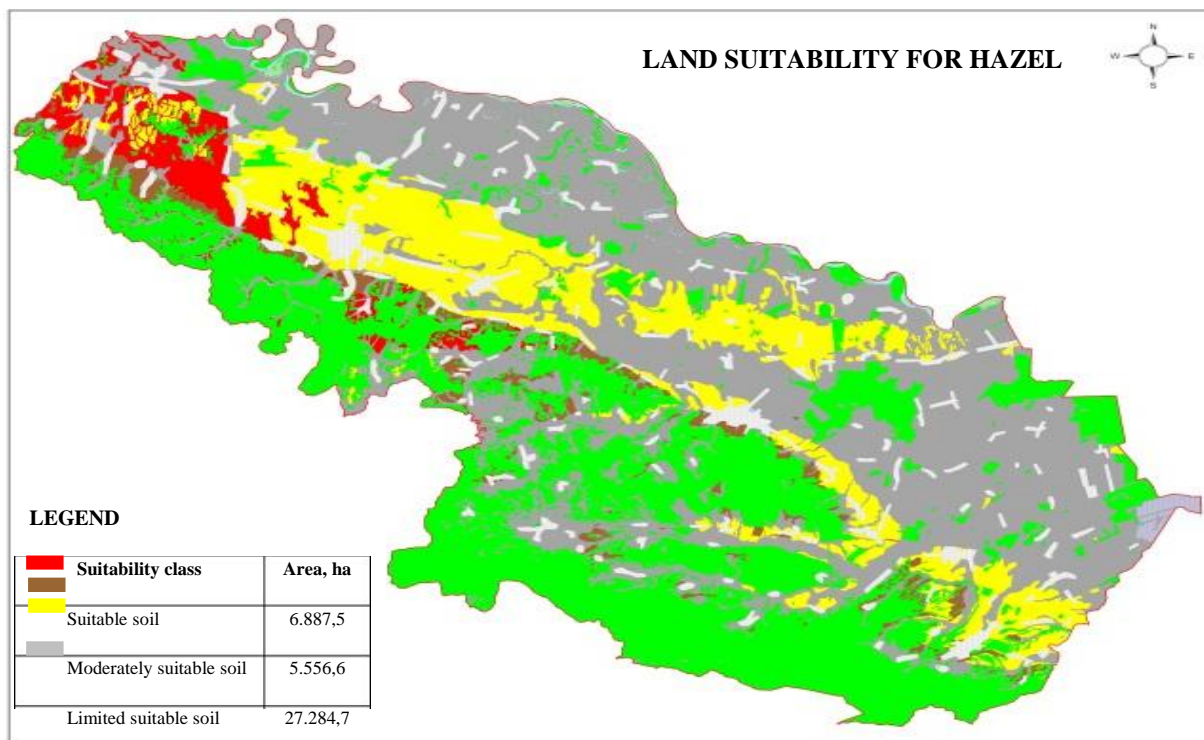 LAND SUITABILITY FOR HAZEL
N
W E
S
LEGEND
Suitability class Area, ha
Suitable soil 6.887,5
Moderately suitable soil 5.556,6
Limited suitable soil 27.284,7